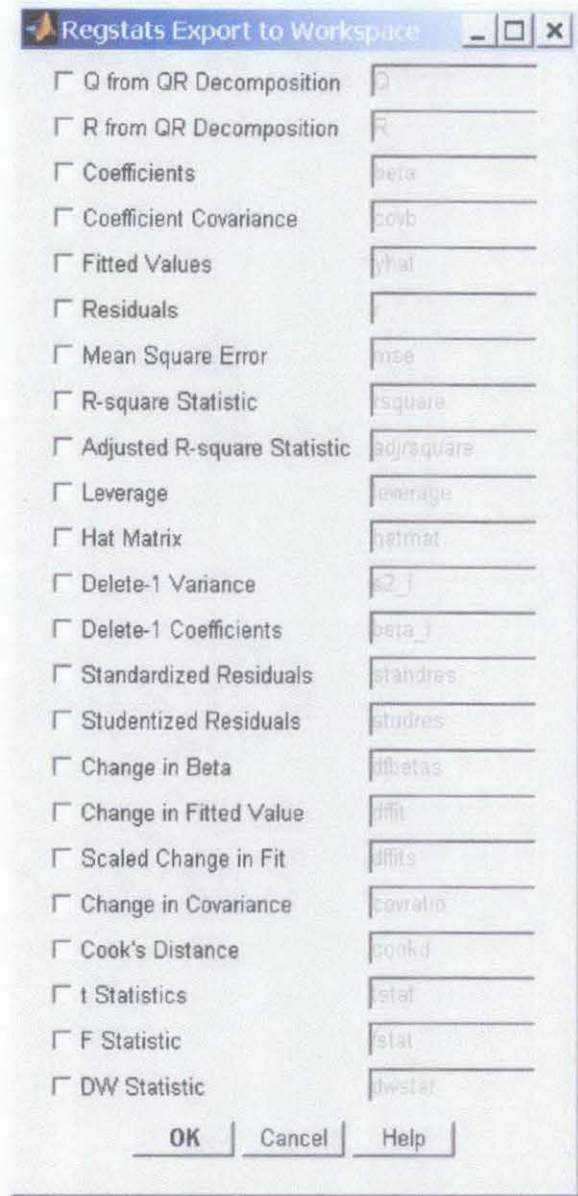 Regstats Export to Workspace
Q from QR Decomposition Q
R from QR Decomposition R
Coefficients beta
Coefficient Covariance covb
Fitted Values yhat
Residuals r
Mean Square Error mse
R-square Statistic rsquare
Adjusted R-square Statistic adjrsquare
Leverage leverage
Hat Matrix hatmat
Delete-1 Variance s2_i
Delete-1 Coefficients beta_i
Standardized Residuals standres
Studentized Residuals studres
Change in Beta dfbetas
Change in Fitted Value dffit
Scaled Change in Fit dffits
Change in Covariance covratio
Cook's Distance cookd
t Statistics tstat
F Statistic fstat
DW Statistic dwstat
OK Cancel Help